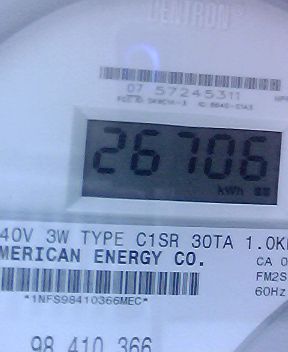 CENTRON®
07 57245311
26706
kWh
40V 3W TYPE C1SR 30TA 1.0K
MERICAN ENERGY CO.
CA 0
FM2S
60Hz
*1NFS98410366MEC*
98 410 366